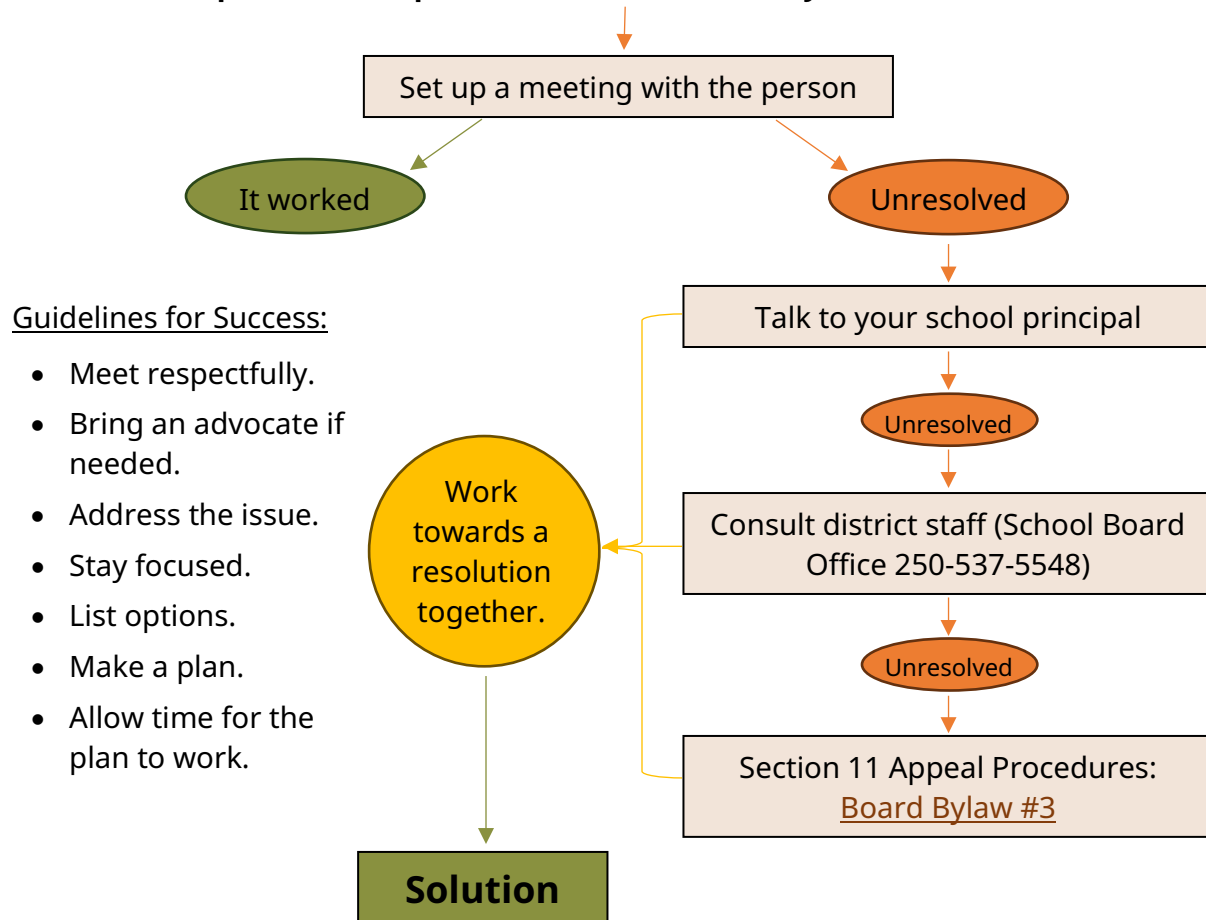 Set up a meeting with the person
It worked
Unresolved
Talk to your school principal
Unresolved
Consult district staff (School Board
Office 250-537-5548)
Unresolved
Section 11 Appeal Procedures:
Board Bylaw #3
Guidelines for Success:
• Meet respectfully.
• Bring an advocate if
needed.
• Address the issue.
• Stay focused.
• List options.
• Make a plan.
• Allow time for the
plan to work.
Work
towards a
resolution
together.
Solution